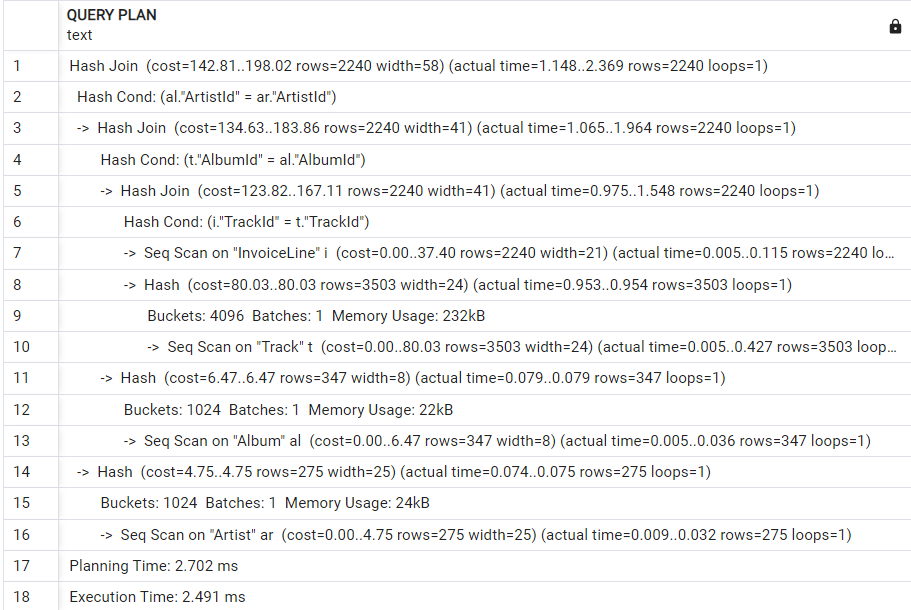 QUERY PLAN
text
1 Hash Join (cost=142.81..198.02 rows=2240 width=58) (actual time=1.148..2.369 rows=2240 loops=1)
2 Hash Cond: (al."ArtistId" = ar."ArtistId")
3 -> Hash Join (cost=134.63..183.86 rows=2240 width=41) (actual time=1.065..1.964 rows=2240 loops=1)
4 Hash Cond: (t."AlbumId" = al."AlbumId")
5 -> Hash Join (cost=123.82..167.11 rows=2240 width=41) (actual time=0.975..1.548 rows=2240 loops=1)
6 Hash Cond: (i."TrackId" = t."TrackId")
7 -> Seq Scan on "InvoiceLine" i (cost=0.00..37.40 rows=2240 width=21) (actual time=0.005..0.115 rows=2240 lo...
8 -> Hash (cost=80.03..80.03 rows=3503 width=24) (actual time=0.953..0.954 rows=3503 loops=1)
9 Buckets: 4096 Batches: 1 Memory Usage: 232kB
10 -> Seq Scan on "Track" t (cost=0.00..80.03 rows=3503 width=24) (actual time=0.005..0.427 rows=3503 loop...
11 -> Hash (cost=6.47..6.47 rows=347 width=8) (actual time=0.079..0.079 rows=347 loops=1)
12 Buckets: 1024 Batches: 1 Memory Usage: 22kB
13 -> Seq Scan on "Album" al (cost=0.00..6.47 rows=347 width=8) (actual time=0.005..0.036 rows=347 loops=1)
14 -> Hash (cost=4.75..4.75 rows=275 width=25) (actual time=0.074..0.075 rows=275 loops=1)
15 Buckets: 1024 Batches: 1 Memory Usage: 24kB
16 -> Seq Scan on "Artist" ar (cost=0.00..4.75 rows=275 width=25) (actual time=0.009..0.032 rows=275 loops=1)
17 Planning Time: 2.702 ms
18 Execution Time: 2.491 ms